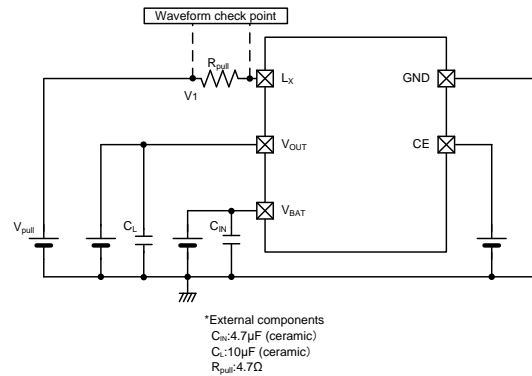 Waveform check point
Rpull
V1
LX
GND
VOUT
CE
VBAT
Vpull
CL
CIN
*External components
CIN:4.7μF (ceramic)
CL:10μF (ceramic)
Rpull:4.7Ω